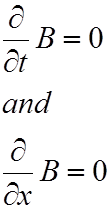 ∂/∂t B = 0
and
∂/∂x B = 0